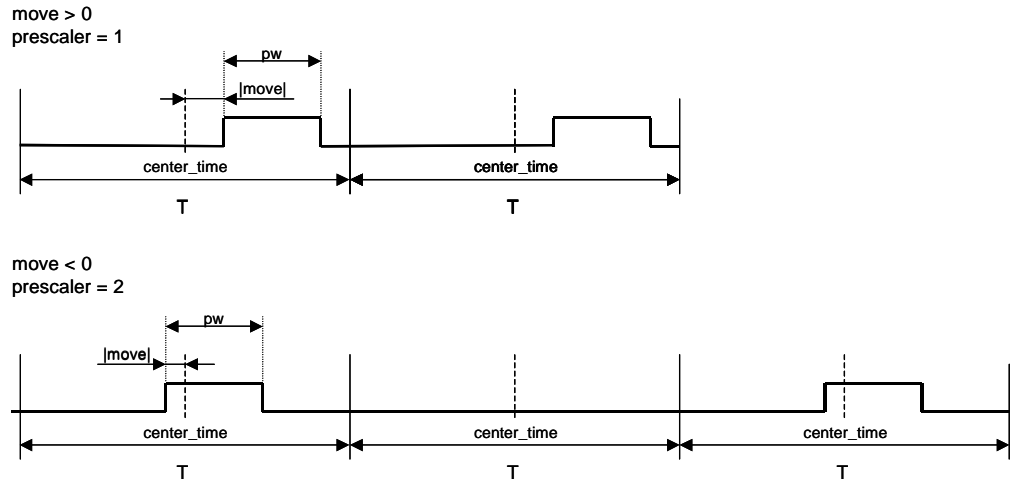 move > 0
prescaler = 1
pw
|move|
center_time
center_time
T
T
move < 0
prescaler = 2
pw
|move|
center_time
center_time
center_time
T
T
T